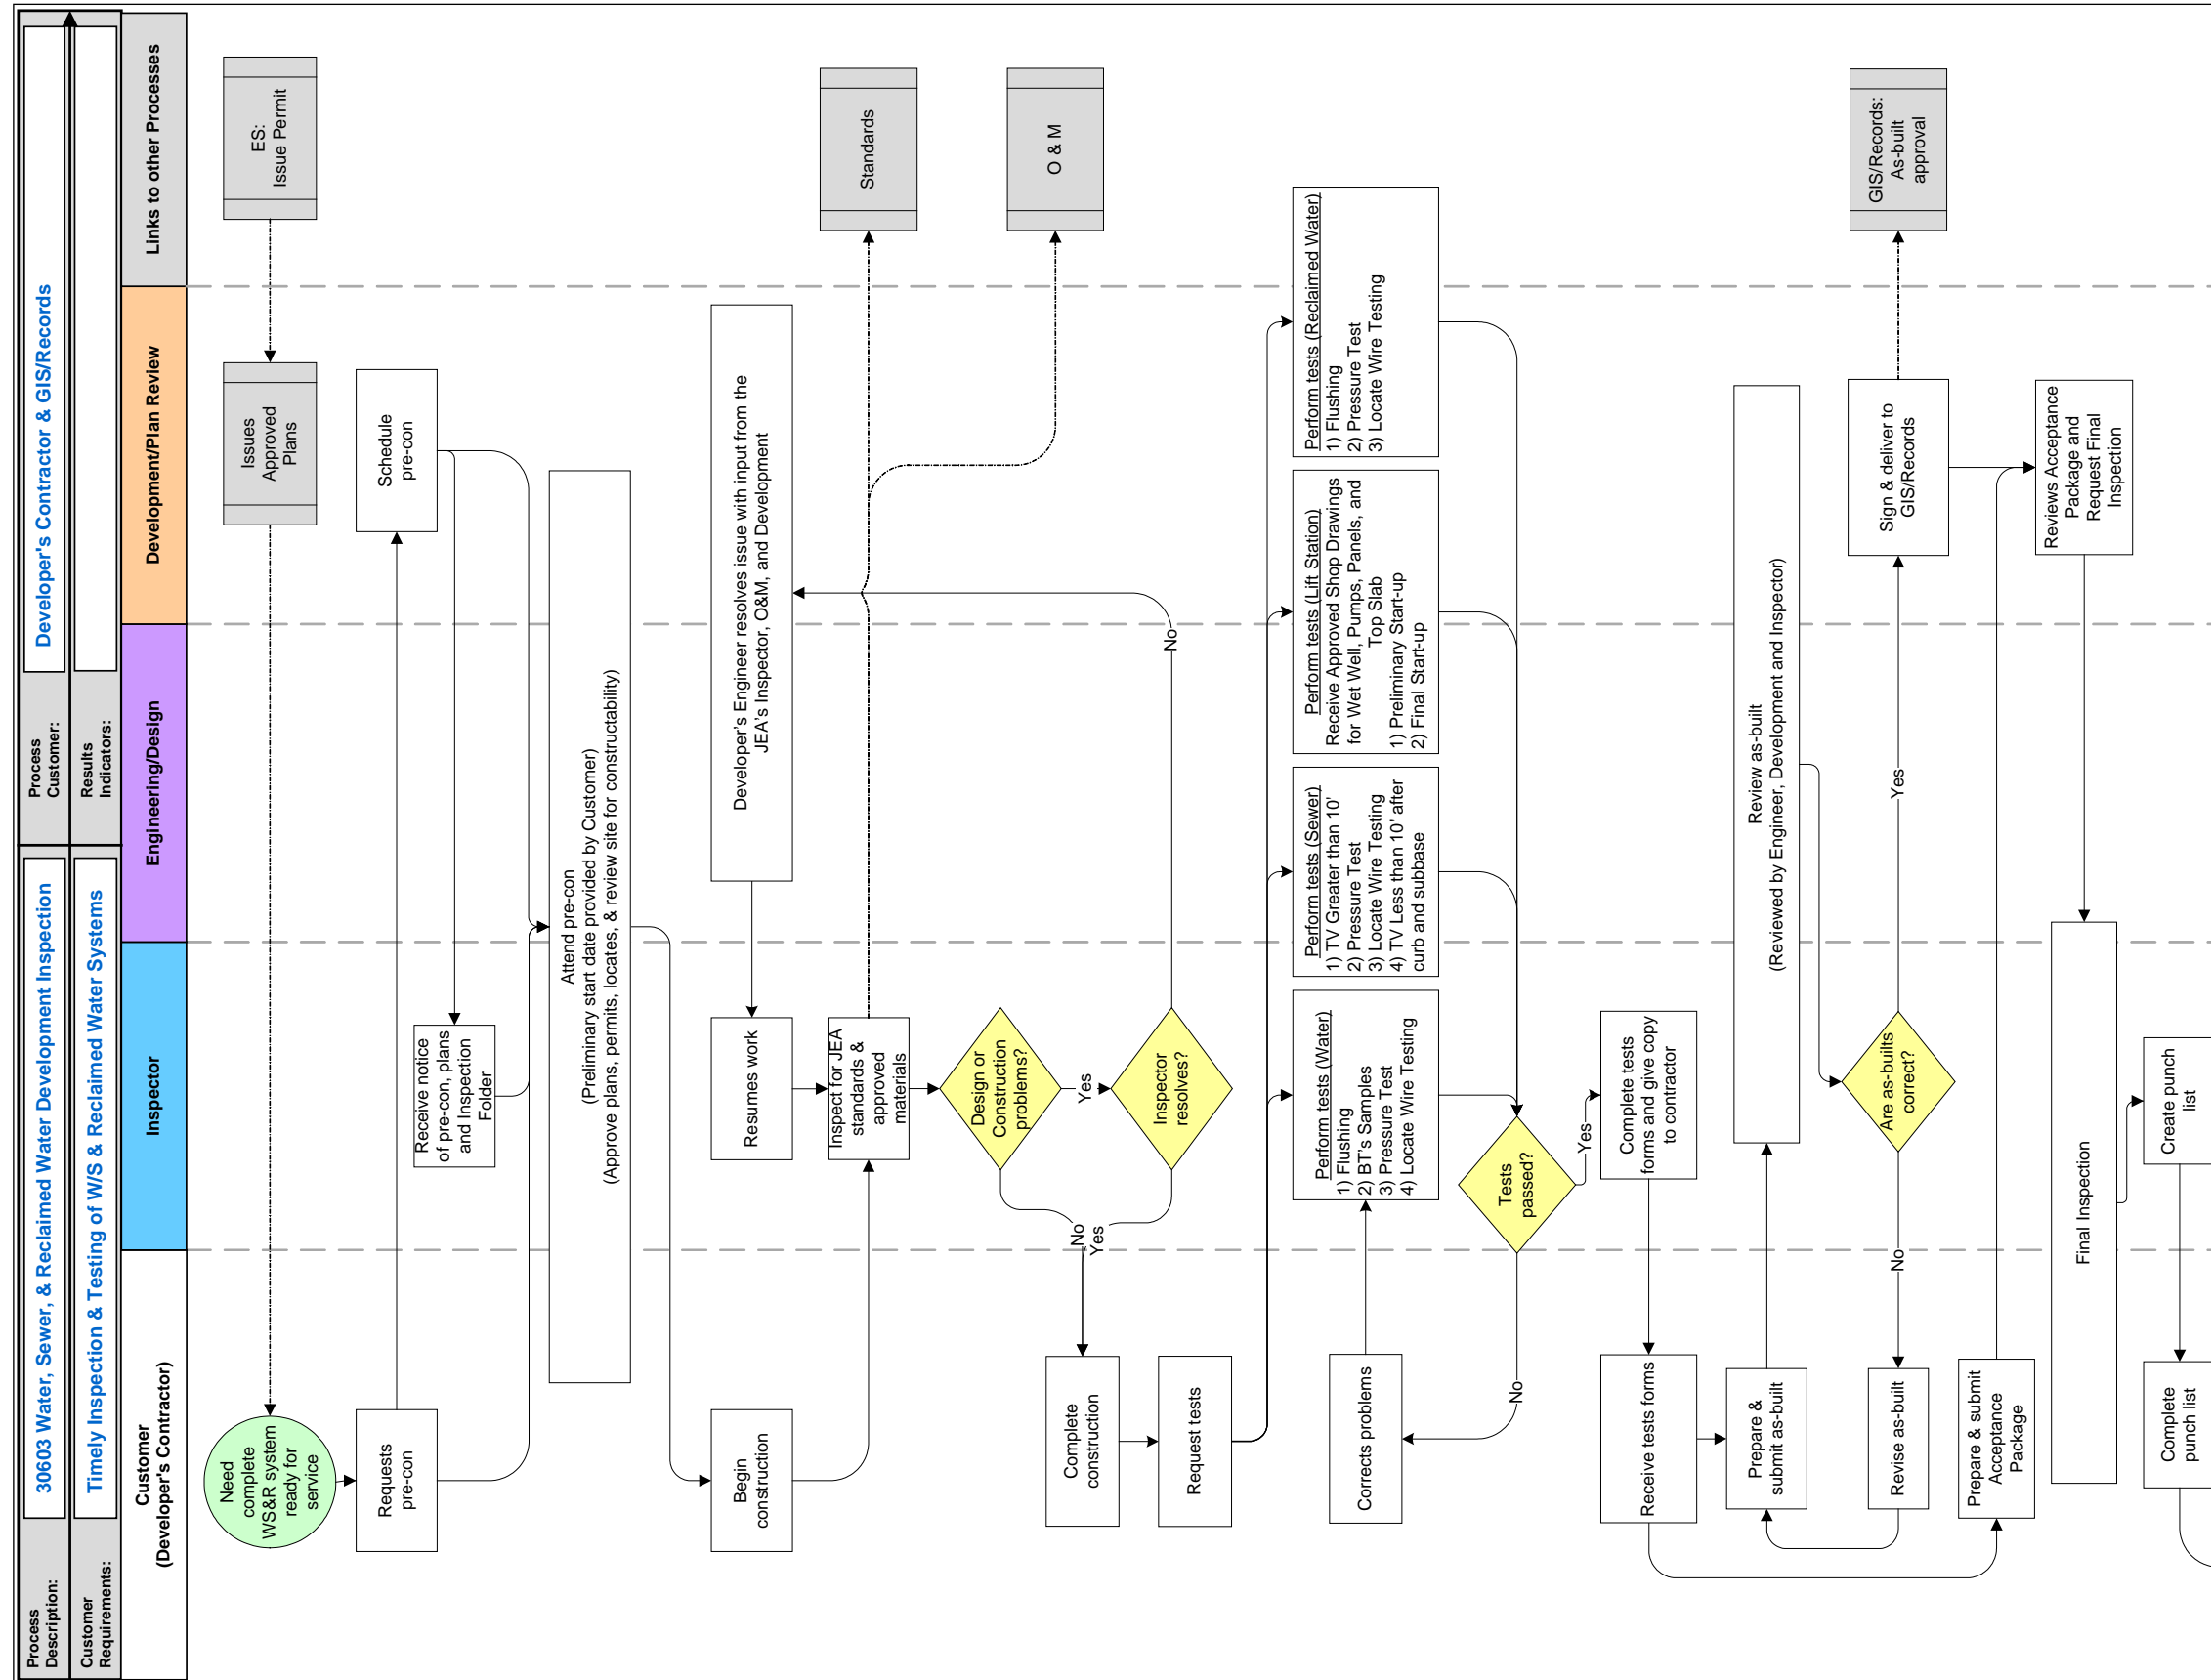 Process
Description:
30603 Water, Sewer, & Reclaimed Water Development Inspection
Process
Customer:
Developer's Contractor & GIS/Records
Customer
Requirements:
Timely Inspection & Testing of W/S & Reclaimed Water Systems
Results
Indicators:
Customer
(Developer's Contractor)
Inspector
Engineering/Design
Development/Plan Review
Links to other Processes
Need
complete
WS&R system
ready for
service
Issues
Approved
Plans
ES:
Issue Permit
Requests
pre-con
Schedule
pre-con
Receive notice
of pre-con, plans
and Inspection
Folder
Attend pre-con
(Preliminary start date provided by Customer)
(Approve plans, permits, locates, & review site for constructability)
Begin
construction
Resumes work
Developer's Engineer resolves issue with input from the
JEA's Inspector, O&M, and Development
Inspect for JEA
standards &
approved
materials
Standards
Design or
Construction
problems?
Yes
No
O & M
Inspector
resolves?
Yes
No
Complete
construction
Request tests
Perform tests (Water)
1) Flushing
2) BT's Samples
3) Pressure Test
4) Locate Wire Testing
Perform tests (Sewer)
1) TV Greater than 10'
2) Pressure Test
3) Locate Wire Testing
4) TV Less than 10' after
curb and subbase
Perform tests (Lift Station)
Receive Approved Shop Drawings
for Wet Well, Pumps, Panels, and
Top Slab
1) Preliminary Start-up
2) Final Start-up
Perform tests (Reclaimed Water)
1) Flushing
2) Pressure Test
3) Locate Wire Testing
Corrects problems
Tests
passed?
No
Yes
Complete tests
forms and give copy
to contractor
Receive tests forms
Prepare &
submit as-built
Review as-built
(Reviewed by Engineer, Development and Inspector)
Are as-builts
correct?
No
Yes
Revise as-built
Sign & deliver to
GIS/Records
GIS/Records:
As-built
approval
Prepare & submit
Acceptance
Package
Reviews Acceptance
Package and
Request Final
Inspection
Final Inspection
Create punch
list
Complete
punch list